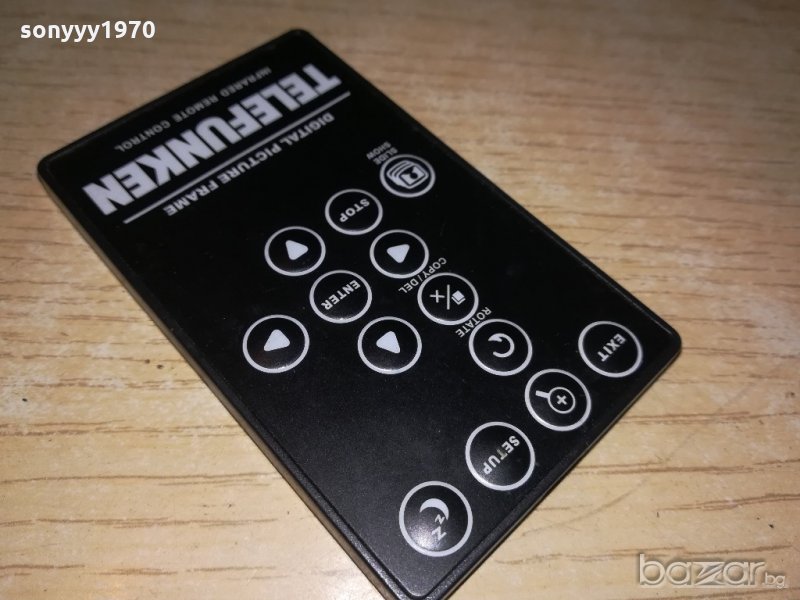 sonyyy1970
TELEFUNKEN
INFRARED REMOTE CONTROL
DIGITAL PICTURE FRAME
SLIDE
SHOW
STOP
ENTER
COPY/DEL
ROTATE
EXIT
SETUP
zzZ
bazar.bg